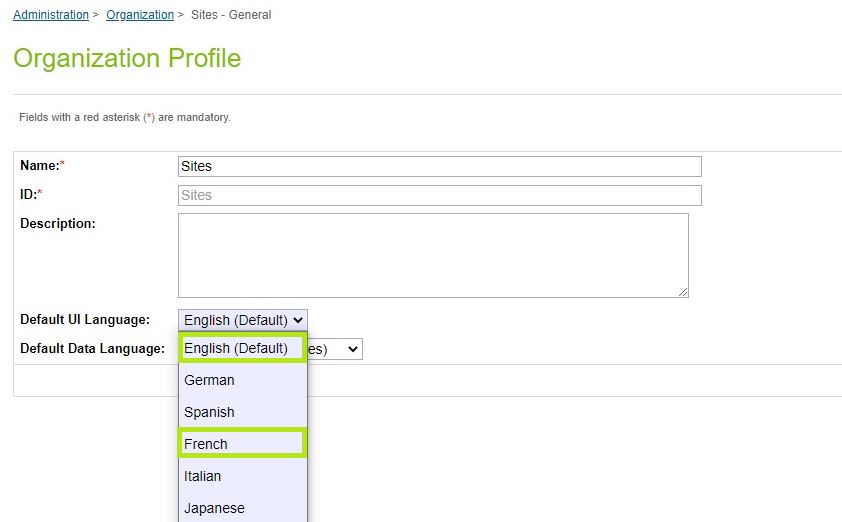 Administration > Organization > Sites - General
Organization Profile
Fields with a red asterisk (*) are mandatory.
Name:* Sites
ID:* Sites
Description:
Default UI Language: English (Default)
Default Data Language: English (Default) es)
German
Spanish
French
Italian
Japanese